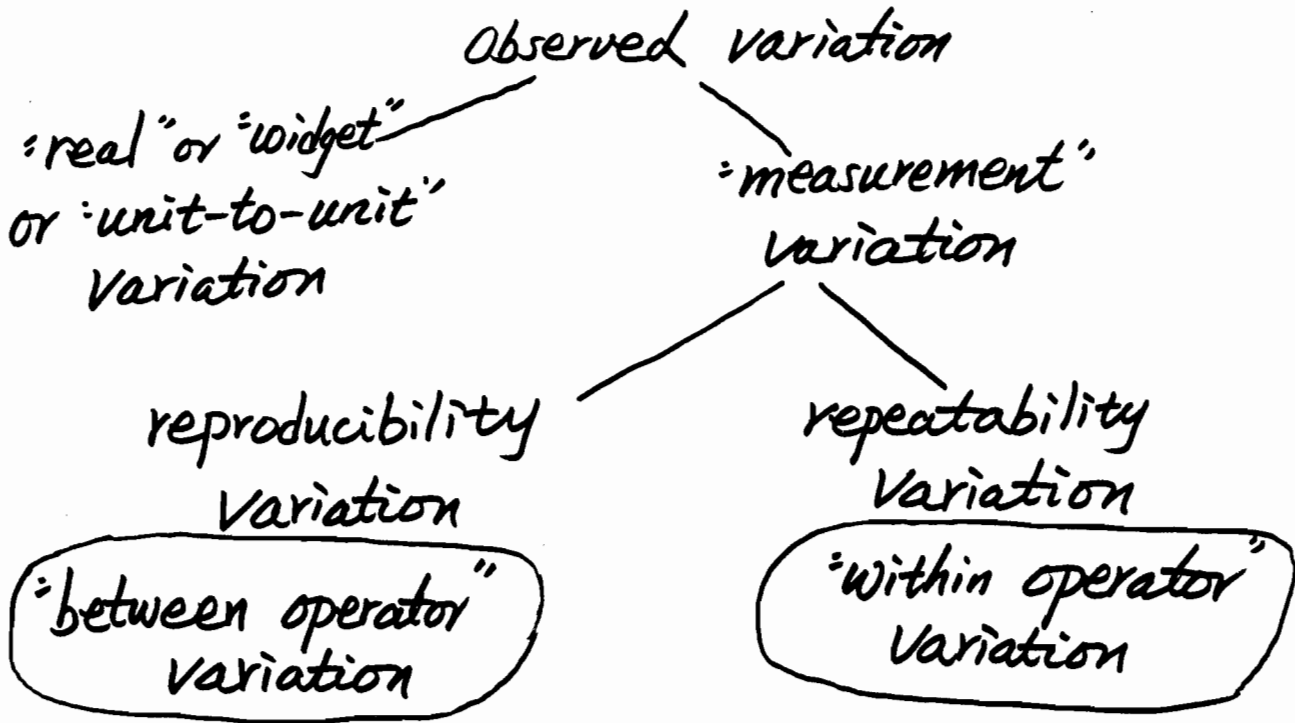 Observed variation
"real" or "widget"
or "unit-to-unit"
variation
"measurement"
variation
reproducibility
variation
"between operator"
variation
repeatability
variation
"within operator"
variation